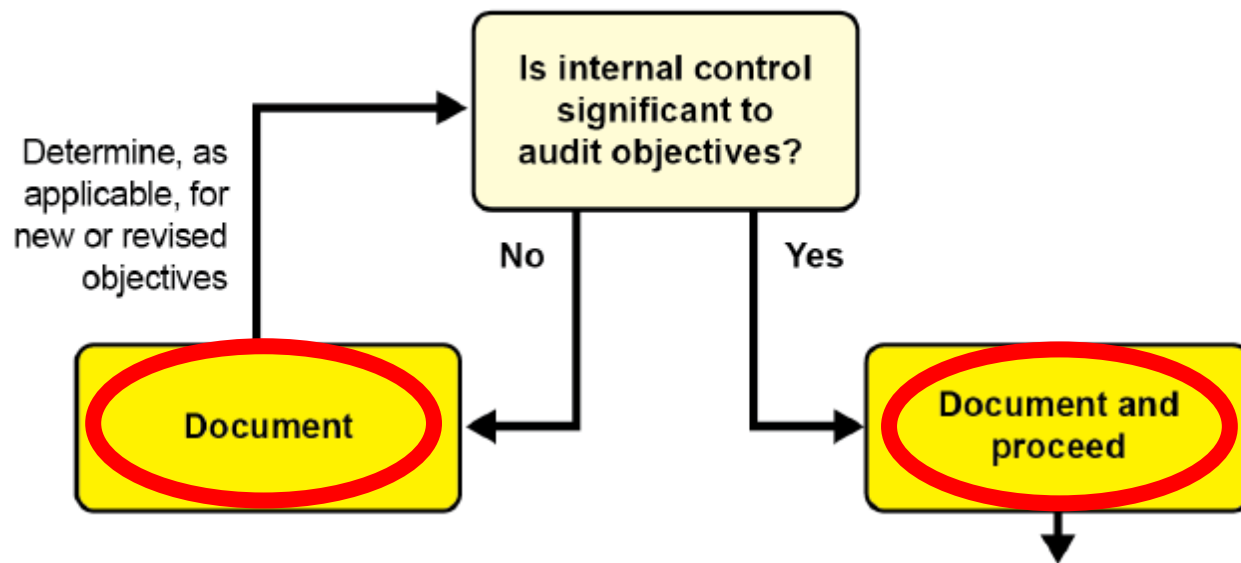 Is internal control
significant to
audit objectives?
Determine, as
applicable, for
new or revised
objectives
No
Yes
Document
Document and
proceed